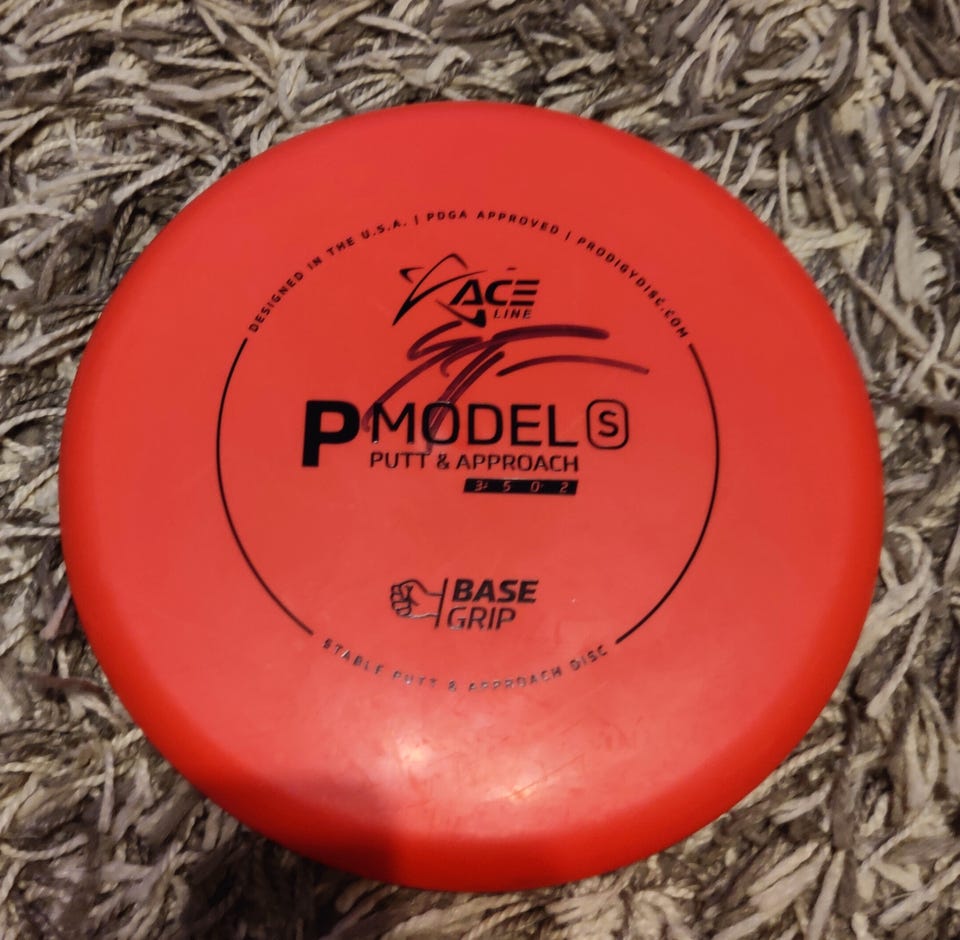 DESIGNED IN THE U.S.A. | PDGA APPROVED | PRODIGYDISC.COM
ACE
LINE
P MODEL S
PUTT & APPROACH
3 5 0 2
BASE
GRIP
STABLE PUTT & APPROACH DISC